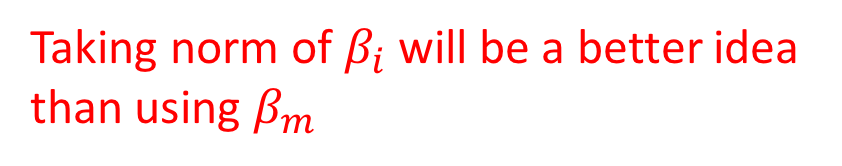 Taking norm of βᵢ will be a better idea
than using βₘ